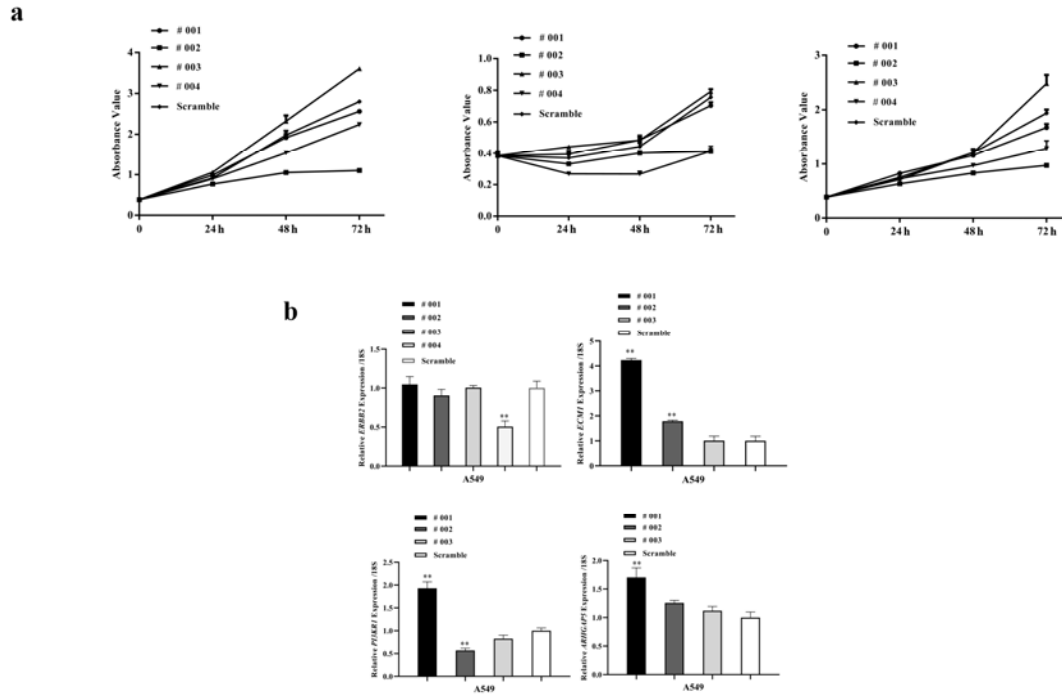 a
# 001
# 002
# 003
# 004
Scramble
Absorbance Value
4
3
2
1
0
0 24 h 48 h 72 h
# 001
# 002
# 003
# 004
Scramble
Absorbance Value
1.0
0.8
0.6
0.4
0.2
0.0
0 24 h 48 h 72 h
# 001
# 002
# 003
# 004
Scramble
Absorbance Value
3
2
1
0
0 24 h 48 h 72 h
b
# 001
# 002
# 003
# 004
Scramble
Relative ERBB2 Expression /18S
1.5
1.0
0.5
0.0
**
A549
# 001
# 002
# 003
Scramble
Relative ECM1 Expression /18S
6
4
2
1
0
**
**
A549
# 001
# 002
# 003
Scramble
Relative PI3KR1 Expression /18S
2.5
2.0
1.5
1.0
0.5
0.0
**
**
A549
# 001
# 002
# 003
Scramble
Relative ARHGAP5 Expression /18S
2.0
1.5
1.0
0.5
0.0
**
A549